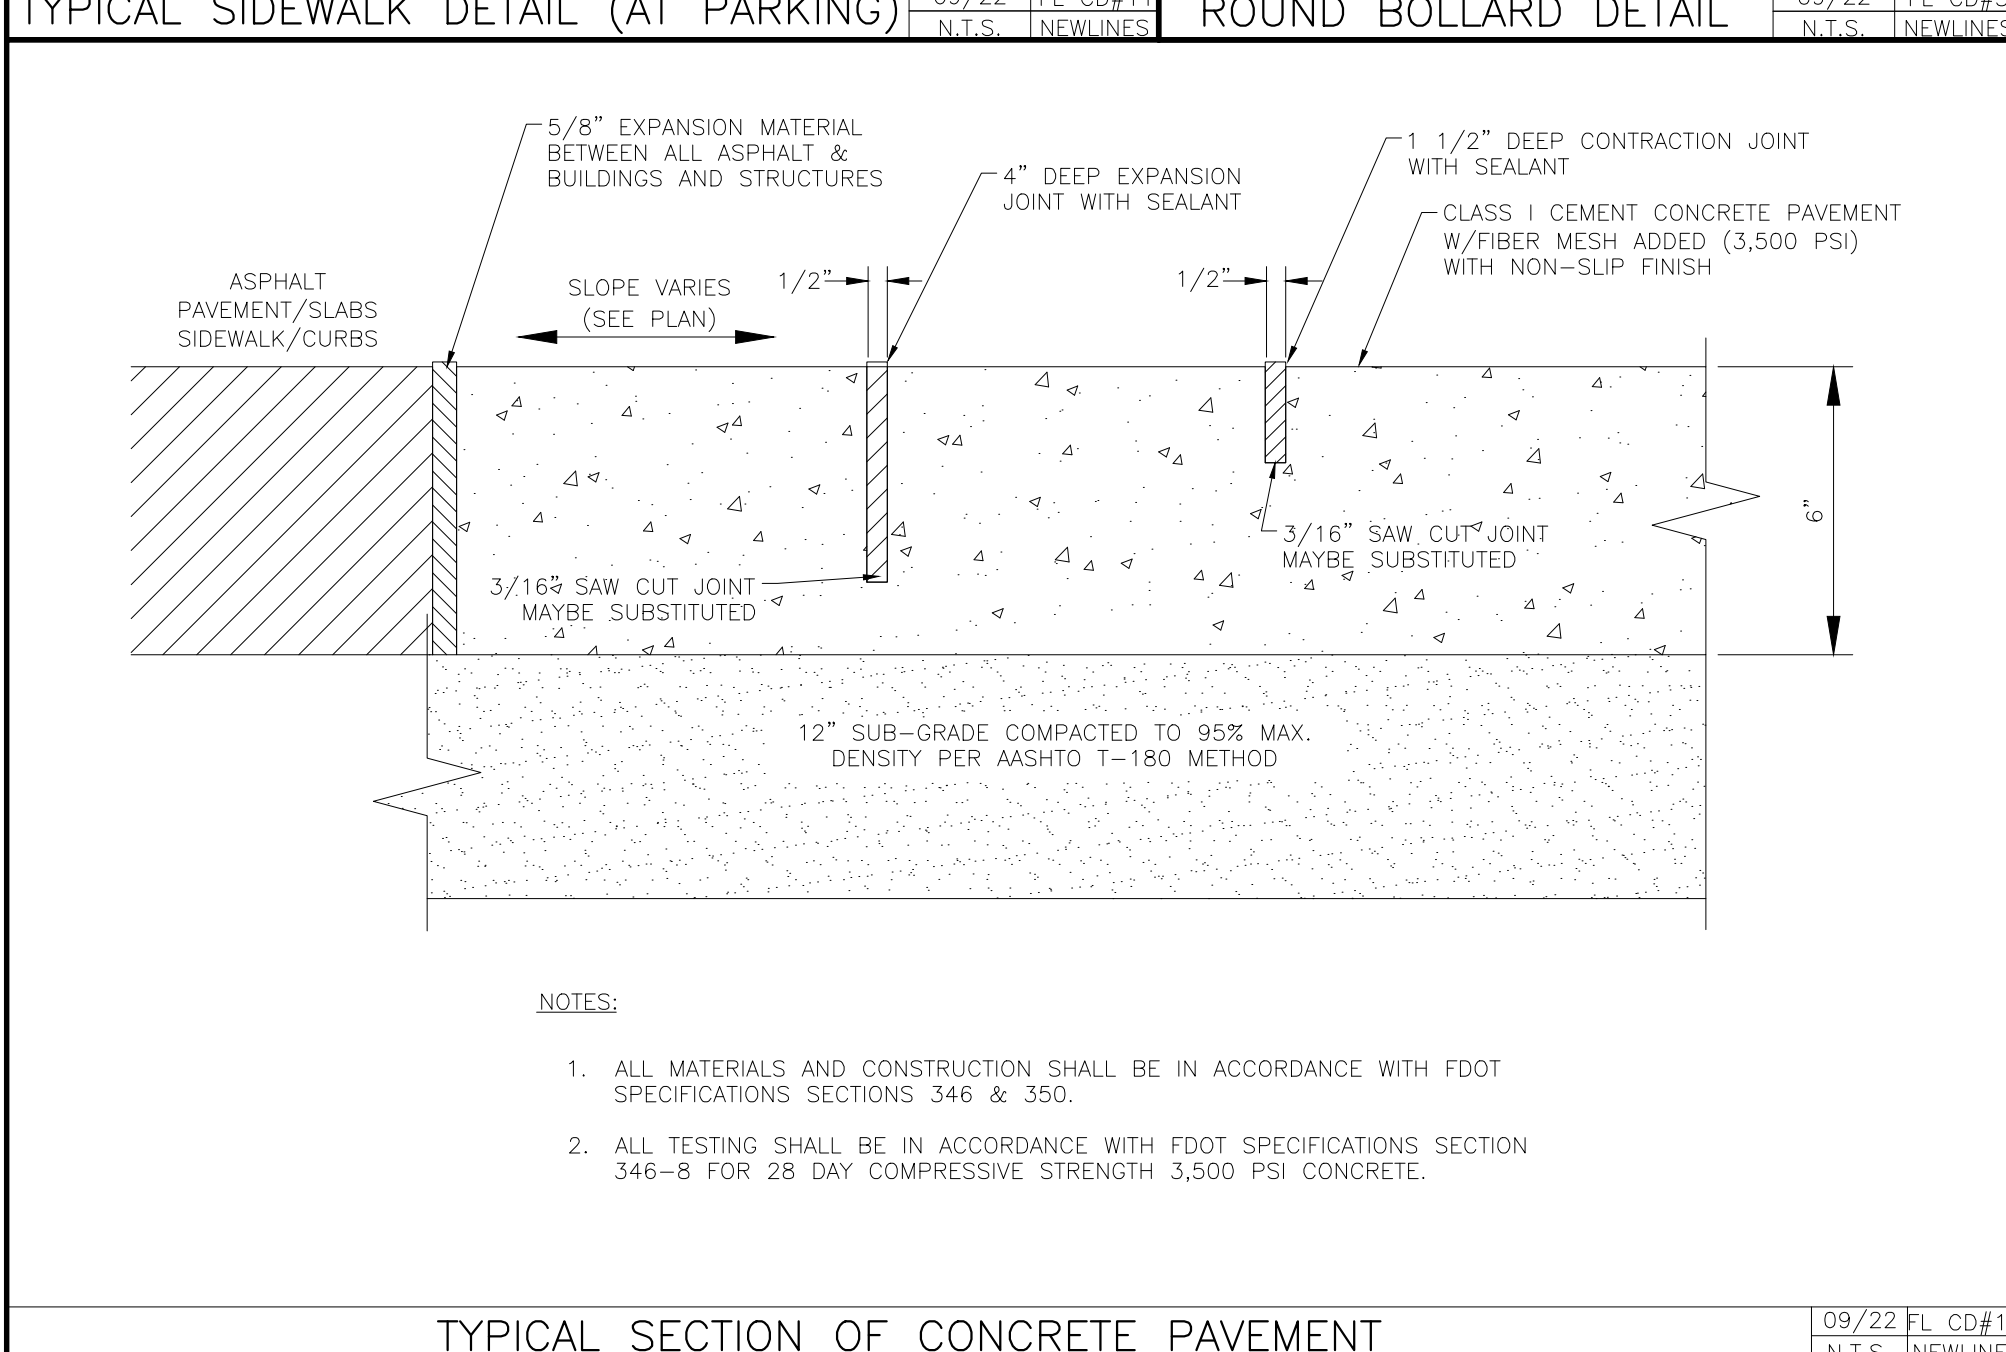 TYPICAL SIDEWALK DETAIL (AT PARKING)
N.T.S. NEWLINES
ROUND BOLLARD DETAIL
N.T.S. NEWLINES
5/8" EXPANSION MATERIAL
BETWEEN ALL ASPHALT &
BUILDINGS AND STRUCTURES
4" DEEP EXPANSION
JOINT WITH SEALANT
1 1/2" DEEP CONTRACTION JOINT
WITH SEALANT
CLASS I CEMENT CONCRETE PAVEMENT
W/FIBER MESH ADDED (3,500 PSI)
WITH NON-SLIP FINISH
ASPHALT
PAVEMENT/SLABS
SIDEWALK/CURBS
SLOPE VARIES
(SEE PLAN)
1/2"
1/2"
6"
3/16" SAW CUT JOINT
MAYBE SUBSTITUTED
3/16" SAW CUT JOINT
MAYBE SUBSTITUTED
12" SUB-GRADE COMPACTED TO 95% MAX.
DENSITY PER AASHTO T-180 METHOD
NOTES:
1. ALL MATERIALS AND CONSTRUCTION SHALL BE IN ACCORDANCE WITH FDOT
SPECIFICATIONS SECTIONS 346 & 350.
2. ALL TESTING SHALL BE IN ACCORDANCE WITH FDOT SPECIFICATIONS SECTION
346-8 FOR 28 DAY COMPRESSIVE STRENGTH 3,500 PSI CONCRETE.
TYPICAL SECTION OF CONCRETE PAVEMENT
09/22 FL CD#1
N.T.S. NEWLINE